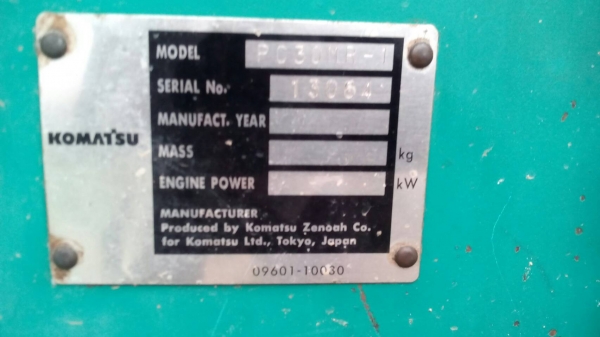 MODEL PC30MR-1
SERIAL No. 13054
MANUFACT. YEAR
MASS kg
KOMATSU
ENGINE POWER kW
MANUFACTURER
Produced by Komatsu Zenoah Co.
for Komatsu Ltd., Tokyo, Japan
09601-10030